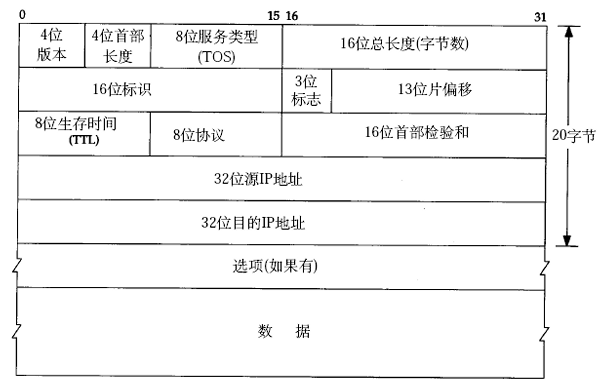 0 15 16 31
4位 4位首部 8位服务类型 16位总长度(字节数)
版本 长度 (TOS)
16位标识 3位 13位片偏移
标志
8位生存时间 8位协议 16位首部检验和
(TTL)
20字节
32位源IP地址
32位目的IP地址
选项(如果有)
数 据